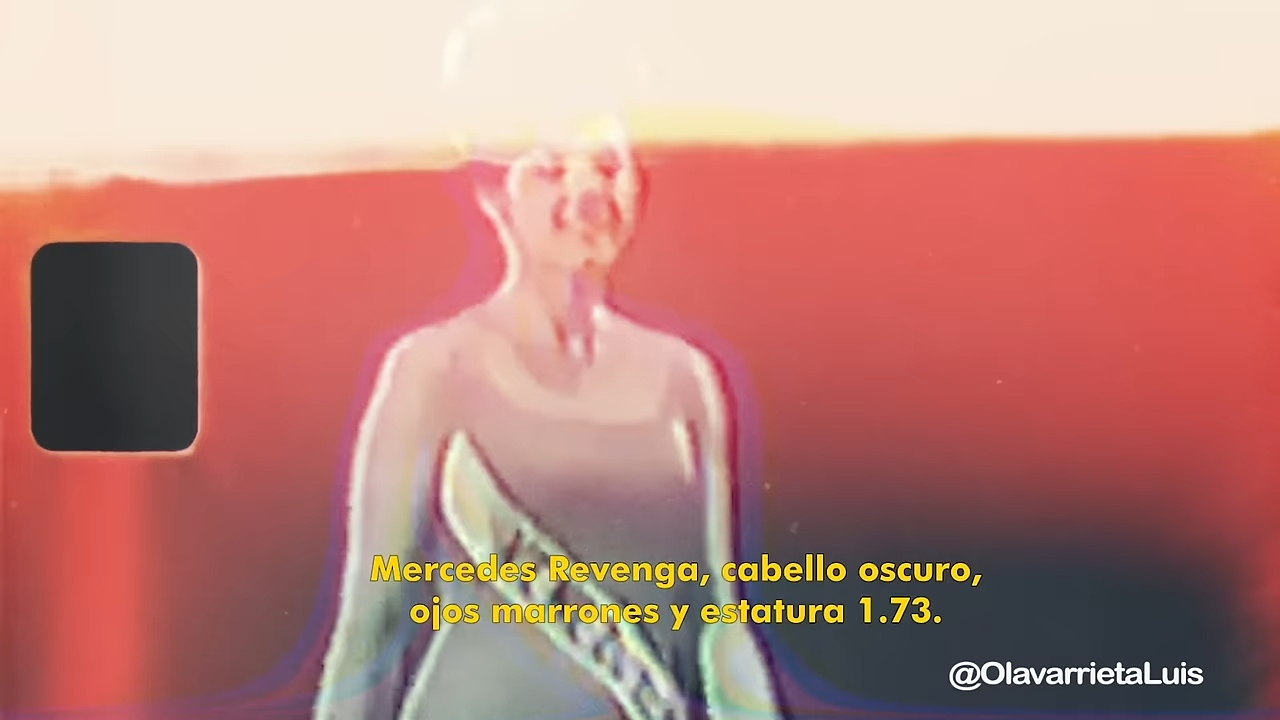 Mercedes Revenga, cabello oscuro,
ojos marrones y estatura 1.73.
@OlavarrietaLuis